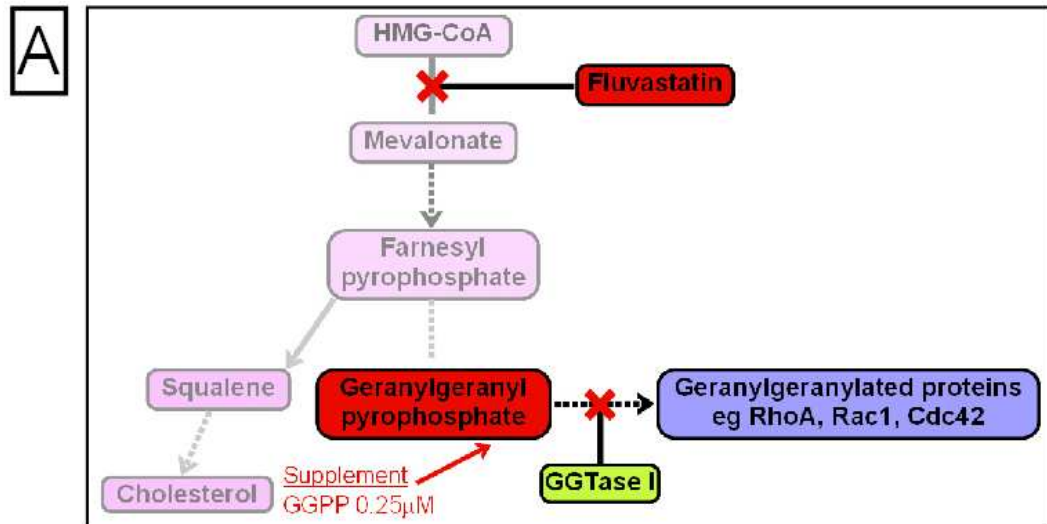 A
HMG-CoA
Fluvastatin
Mevalonate
Farnesyl
pyrophosphate
Squalene
Geranylgeranyl
pyrophosphate
Geranylgeranylated proteins
eg RhoA, Rac1, Cdc42
Supplement
GGPP 0.25µM
GGTase I
Cholesterol